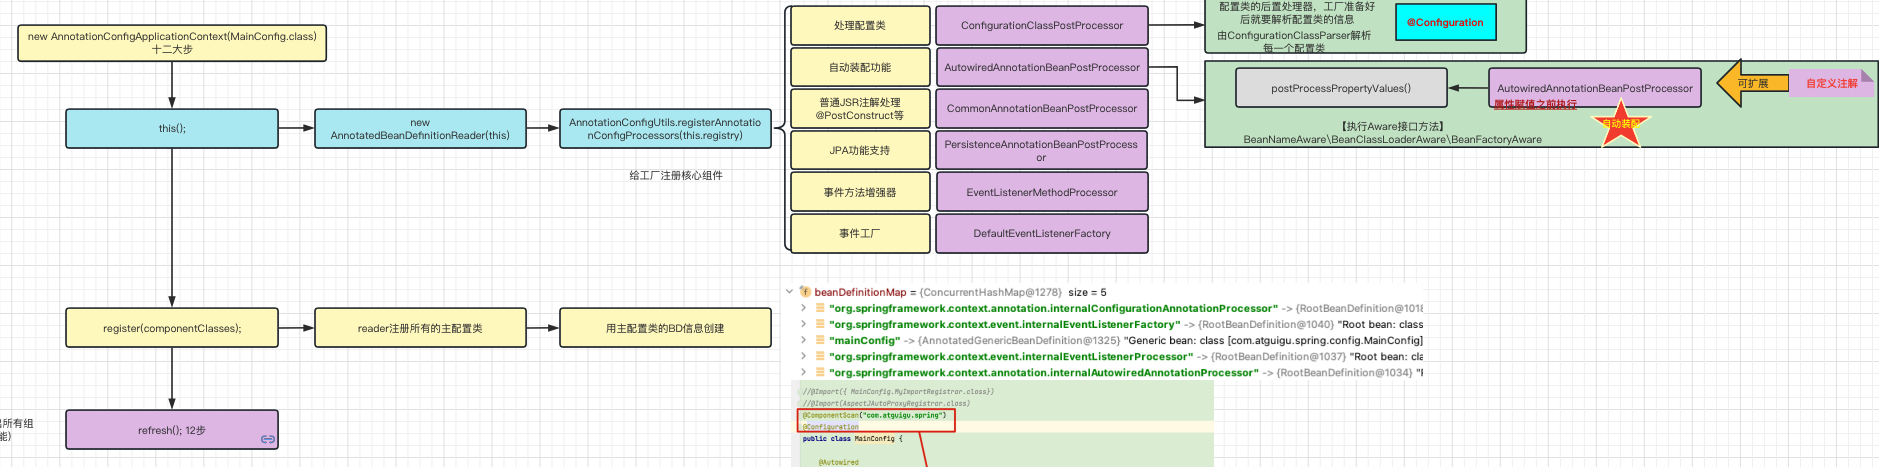 new AnnotationConfigApplicationContext(MainConfig.class)
十二大步
this();
new
AnnotatedBeanDefinitionReader(this)
AnnotationConfigUtils.registerAnnotatio
nConfigProcessors(this.registry)
给工厂注册核心组件
处理配置类
ConfigurationClassPostProcessor
自动装配功能
AutowiredAnnotationBeanPostProcessor
普通JSR注解处理
@PostConstruct等
CommonAnnotationBeanPostProcessor
JPA功能支持
PersistenceAnnotationBeanPostProcess
or
事件方法增强器
EventListenerMethodProcessor
事件工厂
DefaultEventListenerFactory
配置类的后置处理器，工厂准备好
后就要解析配置类的信息
由ConfigurationClassParser解析
每一个配置类
@Configuration
postProcessPropertyValues()
AutowiredAnnotationBeanPostProcessor
属性赋值之前执行
可扩展
自定义注解
自动装配
【执行Aware接口方法】
BeanNameAware\BeanClassLoaderAware\BeanFactoryAware
register(componentClasses);
reader注册所有的主配置类
用主配置类的BD信息创建
refresh(); 12步
所有组
能）
beanDefinitionMap = {ConcurrentHashMap@1278} size = 5
"org.springframework.context.annotation.internalConfigurationAnnotationProcessor" -> {RootBeanDefinition@1018
"org.springframework.context.event.internalEventListenerFactory" -> {RootBeanDefinition@1040} "Root bean: class
"mainConfig" -> {AnnotatedGenericBeanDefinition@1325} "Generic bean: class [com.atguigu.spring.config.MainConfig]
"org.springframework.context.event.internalEventListenerProcessor" -> {RootBeanDefinition@1037} "Root bean: cla
"org.springframework.context.annotation.internalAutowiredAnnotationProcessor" -> {RootBeanDefinition@1034} "F
//@Import({ MainConfig.MyImportRegistrar.class})
//@Import(AspectJAutoProxyRegistrar.class)
@ComponentScan("com.atguigu.spring")
@Configuration
public class MainConfig {
@Autowired